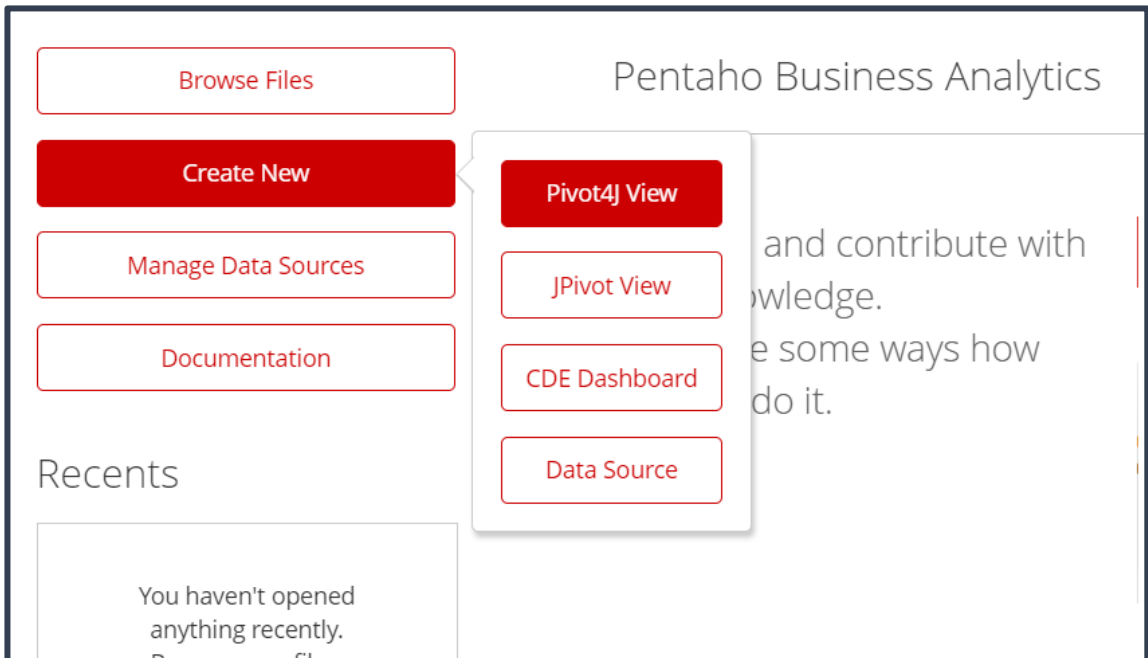 Browse Files
Create New
Manage Data Sources
Documentation
Recents
You haven't opened
anything recently.
Pentaho Business Analytics
Pivot4J View
JPivot View
CDE Dashboard
Data Source
and contribute with
some ways how
do it.